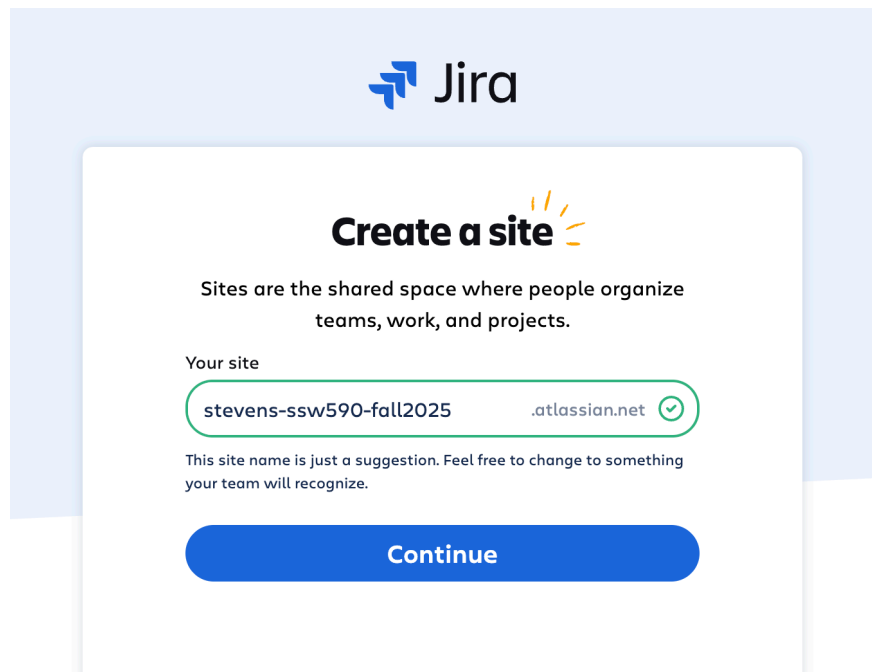 Jira
Create a site
Sites are the shared space where people organize
teams, work, and projects.
Your site
stevens-ssw590-fall2025 .atlassian.net
This site name is just a suggestion. Feel free to change to something
your team will recognize.
Continue